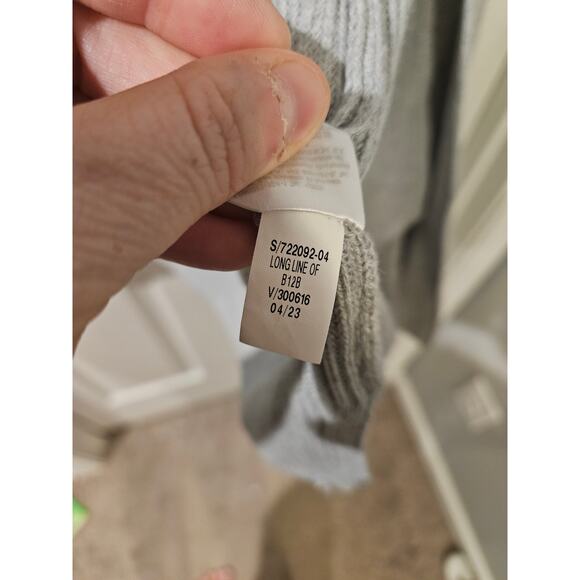 S/722092-04
LONG LINE OF
B12B
V/300616
04/23